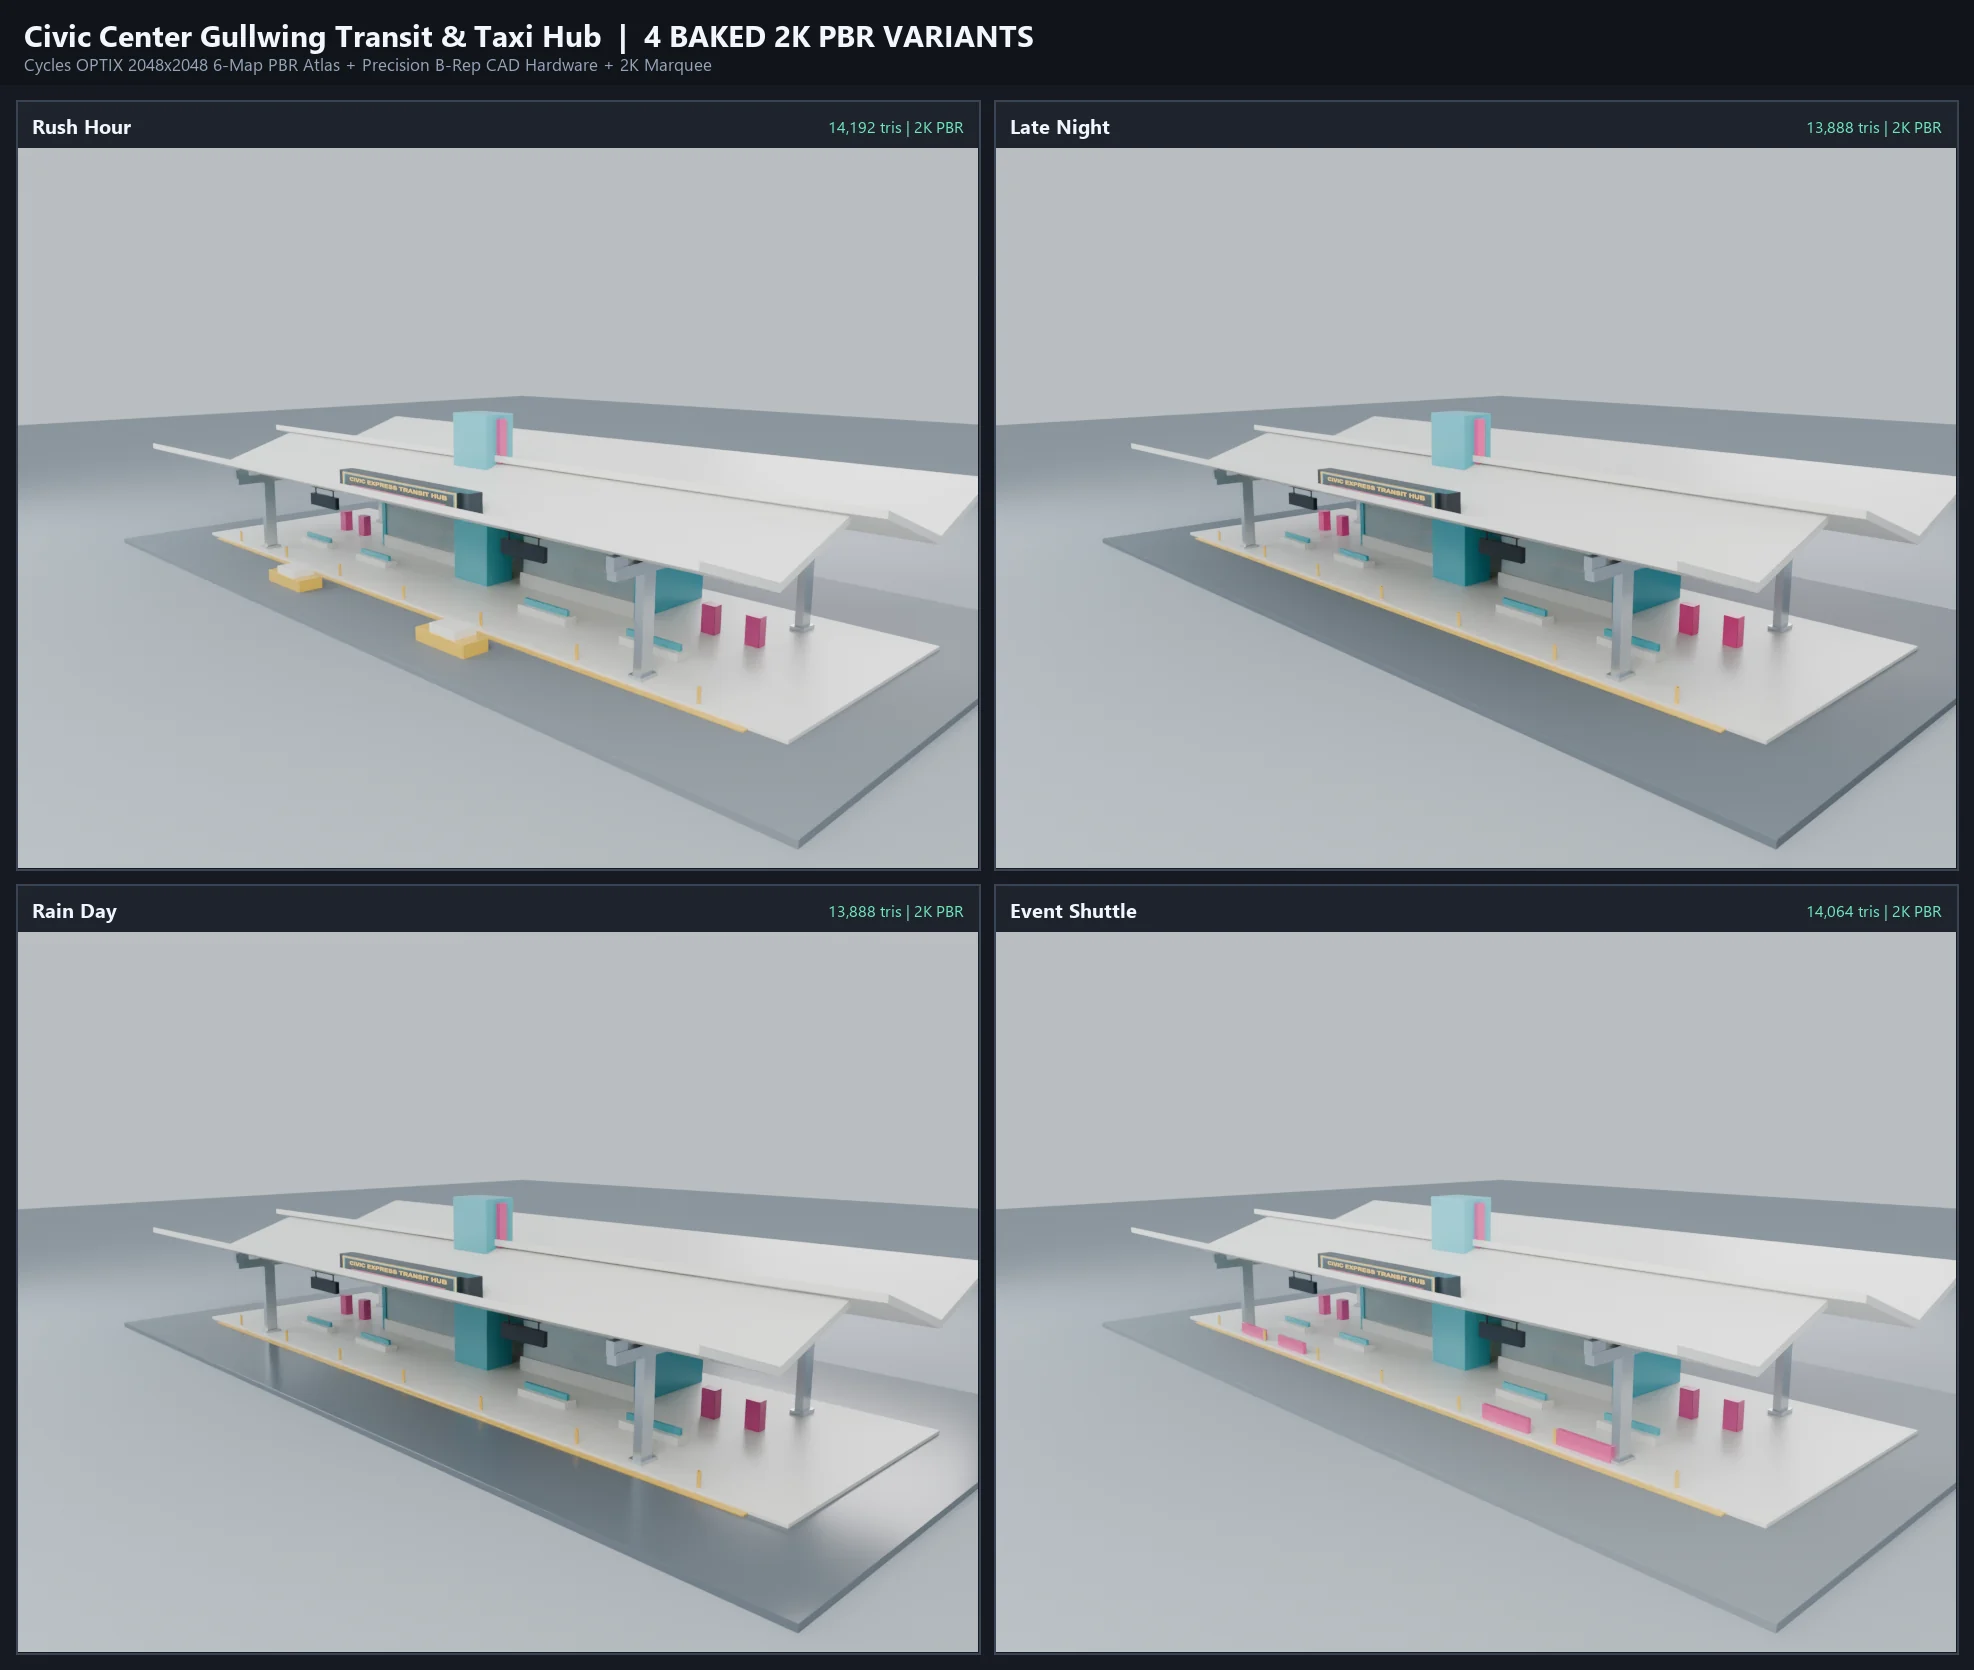 Civic Center Gullwing Transit & Taxi Hub | 4 BAKED 2K PBR VARIANTS
Cycles OPTIX 2048x2048 6-Map PBR Atlas + Precision B-Rep CAD Hardware + 2K Marquee
Rush Hour
14,192 tris | 2K PBR
CIVIC EXPRESS TRANSIT HUB
Late Night
13,888 tris | 2K PBR
CIVIC EXPRESS TRANSIT HUB
Rain Day
13,888 tris | 2K PBR
CIVIC EXPRESS TRANSIT HUB
Event Shuttle
14,064 tris | 2K PBR
CIVIC EXPRESS TRANSIT HUB